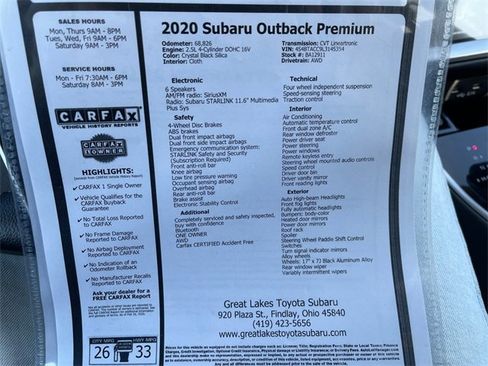 SALES HOURS
Mon, Thurs 9AM - 8PM
Tues, Wed, Fri 9AM - 6PM
Saturday 9AM - 3PM
SERVICE HOURS
Mon - Fri 7:30AM - 6PM
Saturday 8AM - 3PM
CARFAX
VEHICLE HISTORY REPORTS
CARFAX
1 OWNER
HIGHLIGHTS:
✓ CARFAX 1 Single Owner
✓ Vehicle Qualifies for the
CARFAX Buyback
Guarantee
✓ No Total Loss Reported
to CARFAX
✓ No Frame Damage
Reported to CARFAX
✓ No Airbag Deployment
Reported to CARFAX
✓ No Indication of an
Odometer Rollback
✓ No Manufacturer Recalls
Reported to CARFAX
Ask your dealer for a
FREE CARFAX Report
CITY MPG
HWY MPG
26
33
2020 Subaru Outback Premium
Odometer: 68,826
Engine: 2.5L 4-Cylinder DOHC 16V
Color: Crystal Black Silica
Interior: Cloth
Transmission: CVT Lineartronic
VIN: 4S4BTACC9L3145354
Stock #: BA12911
Drivetrain: AWD
Electronic
6 Speakers
AM/FM radio: SiriusXM
Radio: Subaru STARLINK 11.6" Multimedia
Plus Sys
Safety
4-Wheel Disc Brakes
ABS brakes
Dual front impact airbags
Dual front side impact airbags
Emergency communication system:
STARLINK Safety and Security
(Subscription Required)
Front anti-roll bar
Knee airbag
Low tire pressure warning
Occupant sensing airbag
Overhead airbag
Rear anti-roll bar
Brake assist
Electronic Stability Control
Additional
Completely serviced and safety inspected,
buy with confidence
Bluetooth
ONE OWNER
AWD
Carfax CERTIFIED Accident Free
Technical
Four wheel independent suspension
Speed-sensing steering
Traction control
Interior
Air Conditioning
Automatic temperature control
Front dual zone A/C
Rear window defroster
Power driver seat
Power steering
Power windows
Remote keyless entry
Steering wheel mounted audio controls
Speed control
Driver door bin
Driver vanity mirror
Front reading lights
Exterior
Auto High-beam Headlights
Front fog lights
Fully automatic headlights
Bumpers: body-color
Heated door mirrors
Power door mirrors
Roof rack
Spoiler
Steering Wheel Paddle Shift Control
Switches
Turn signal indicator mirrors
Alloy wheels
Wheels: 17" x 7J Black Aluminum Alloy
Rear window wiper
Variably intermittent wipers
Great Lakes Toyota Subaru
920 Plaza St., Findlay, Ohio 45840
(419) 423-5656
www.greatlakestoyotasubaru.com